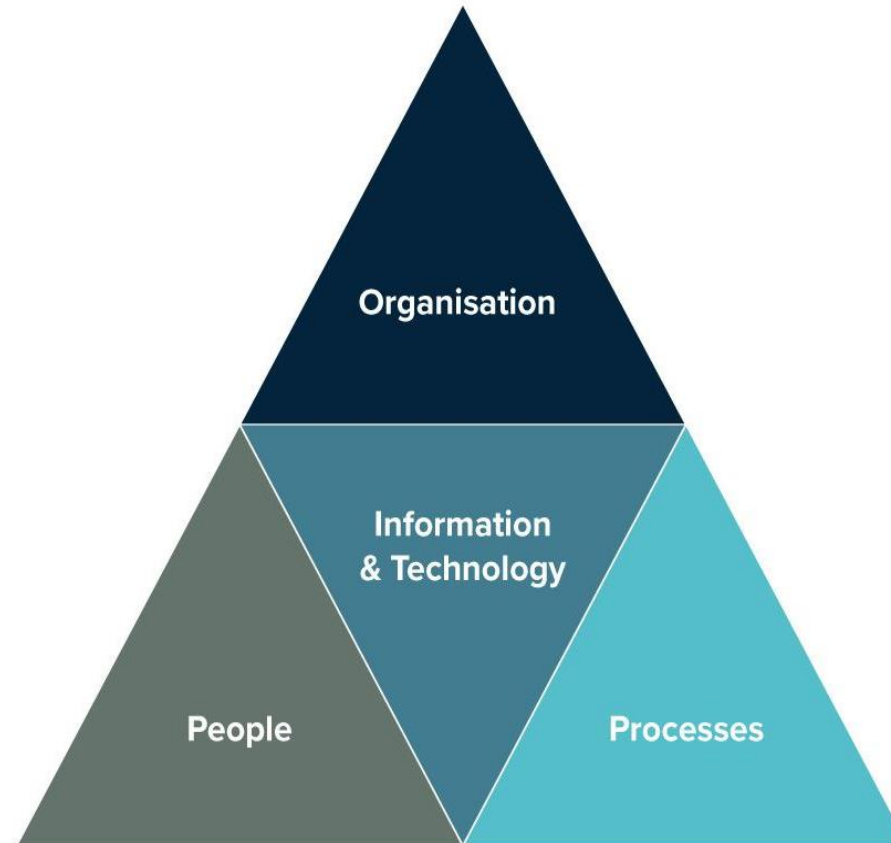 Organisation
Information
& Technology
People
Processes